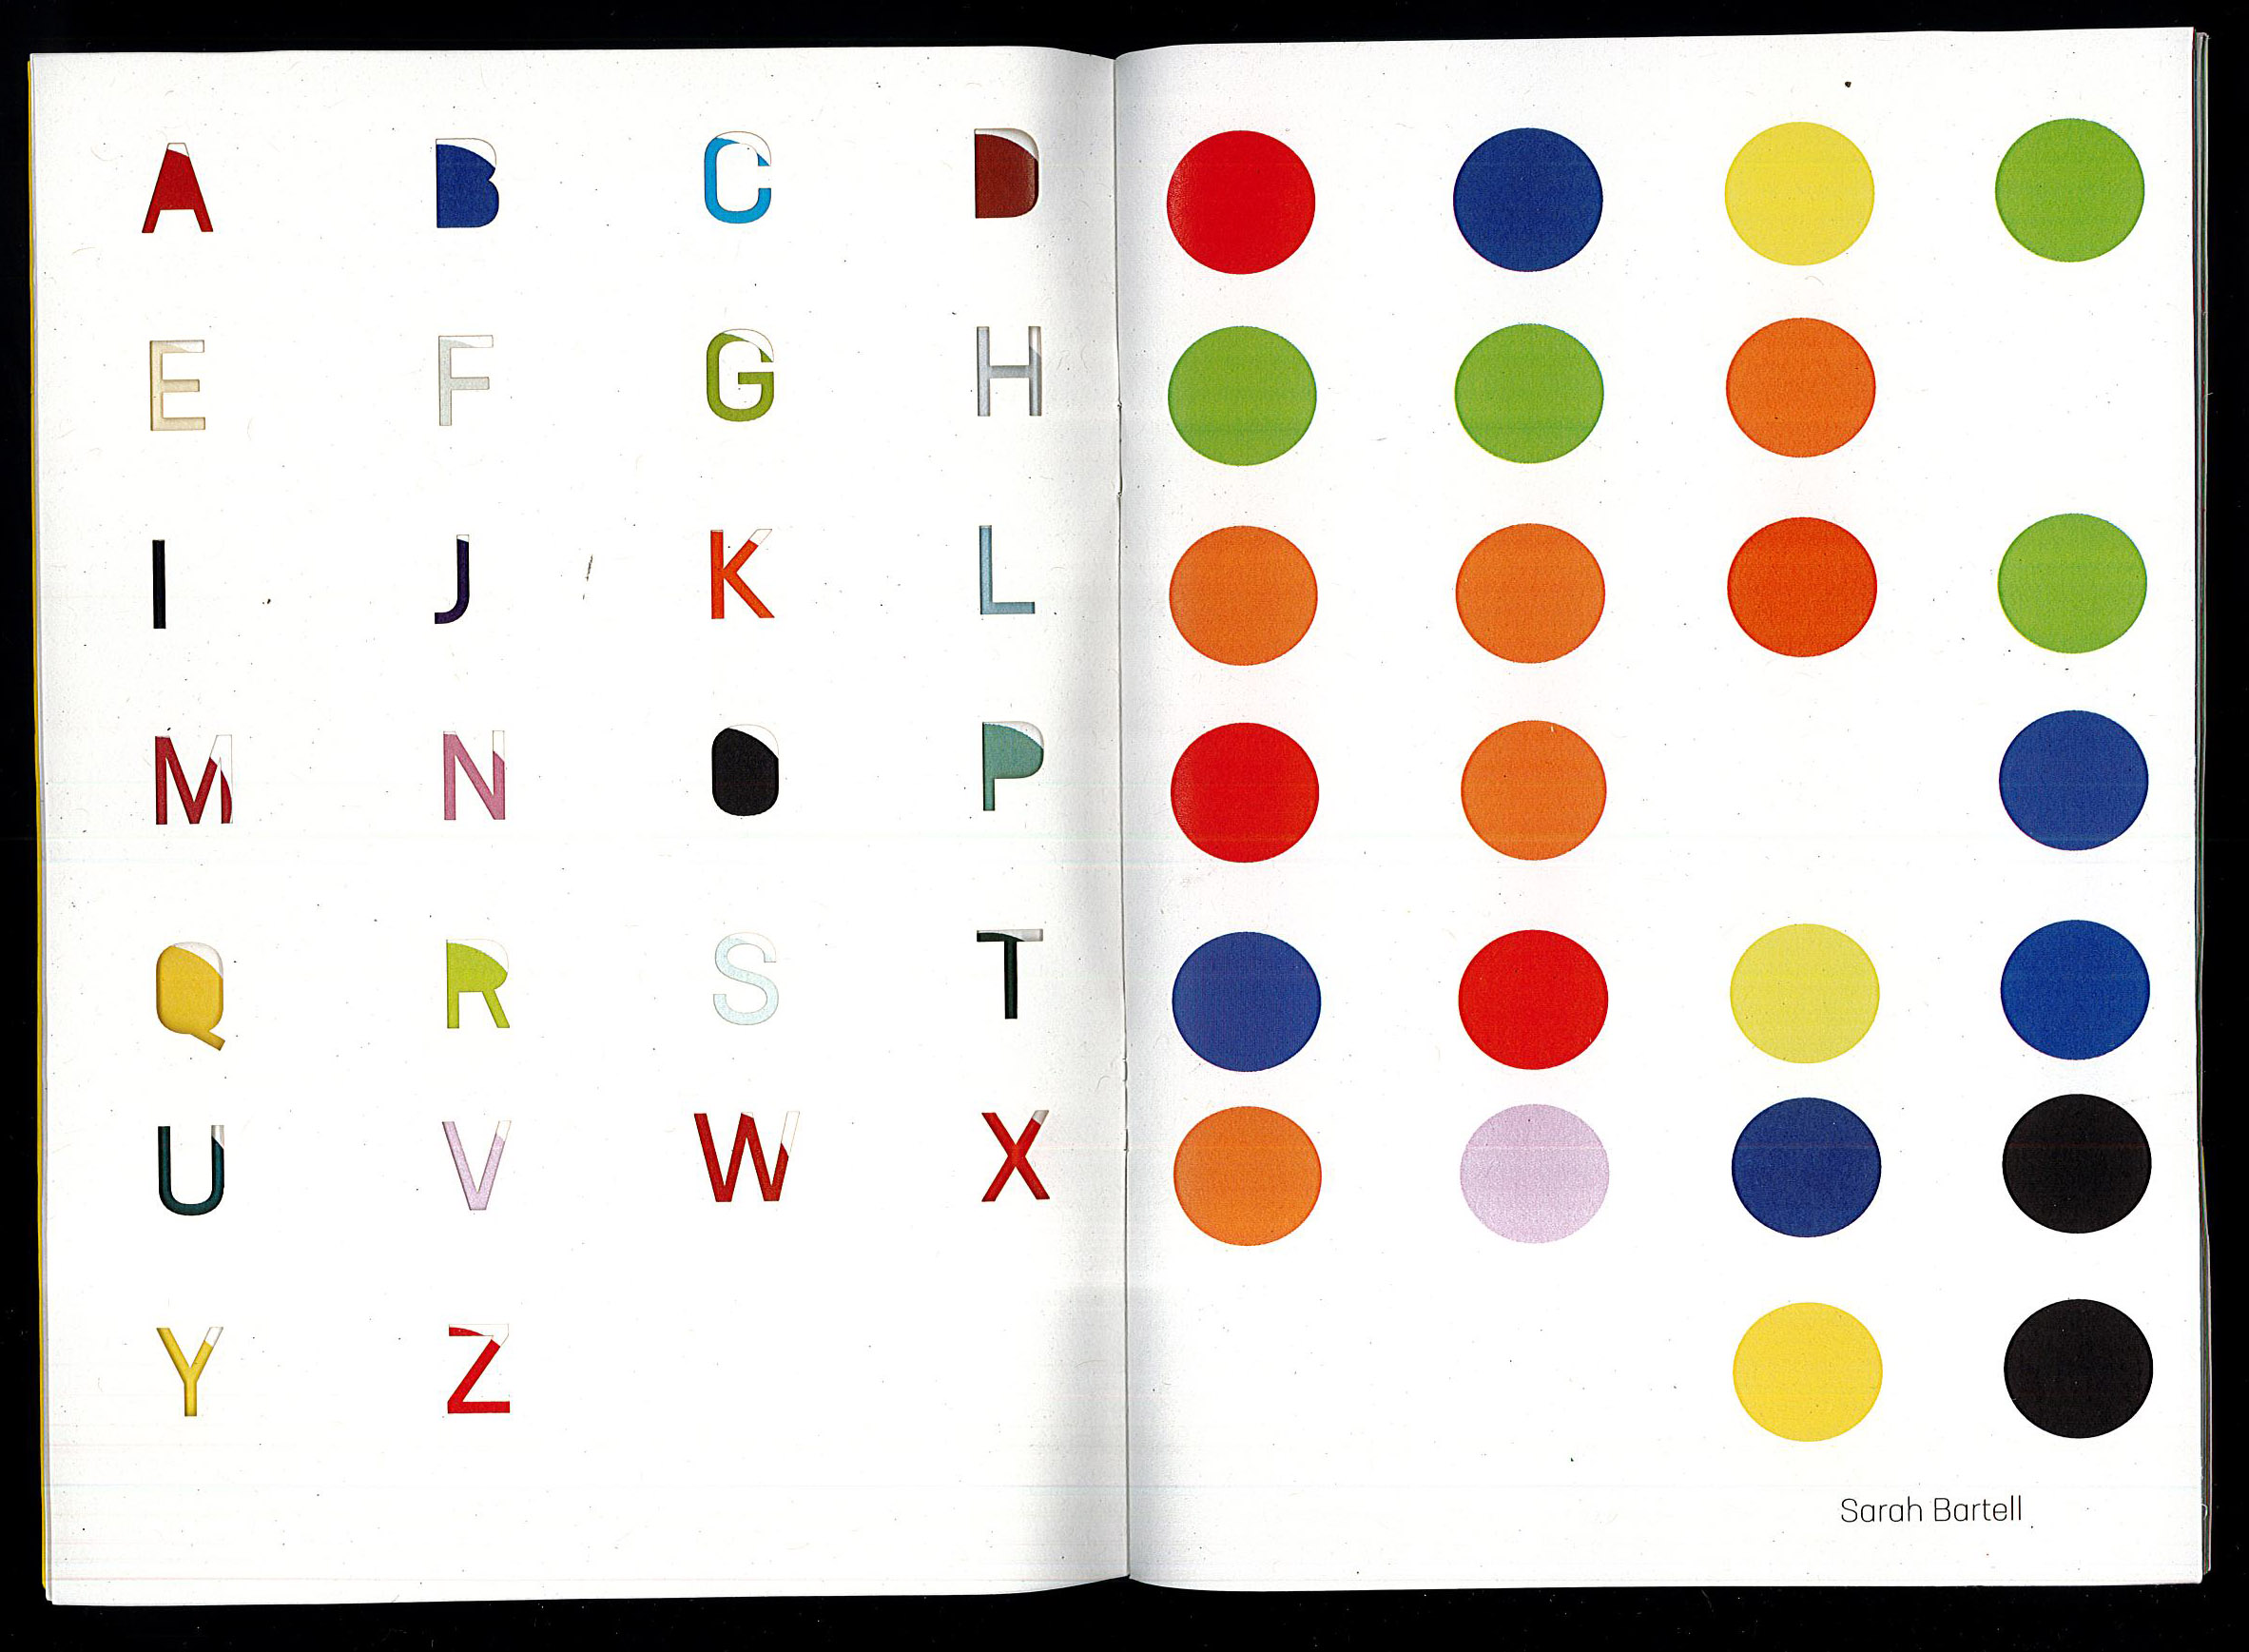 A B C D
E F G H
I J K L
M N O P
Q R S T
U V W X
Y Z
Sarah Bartell